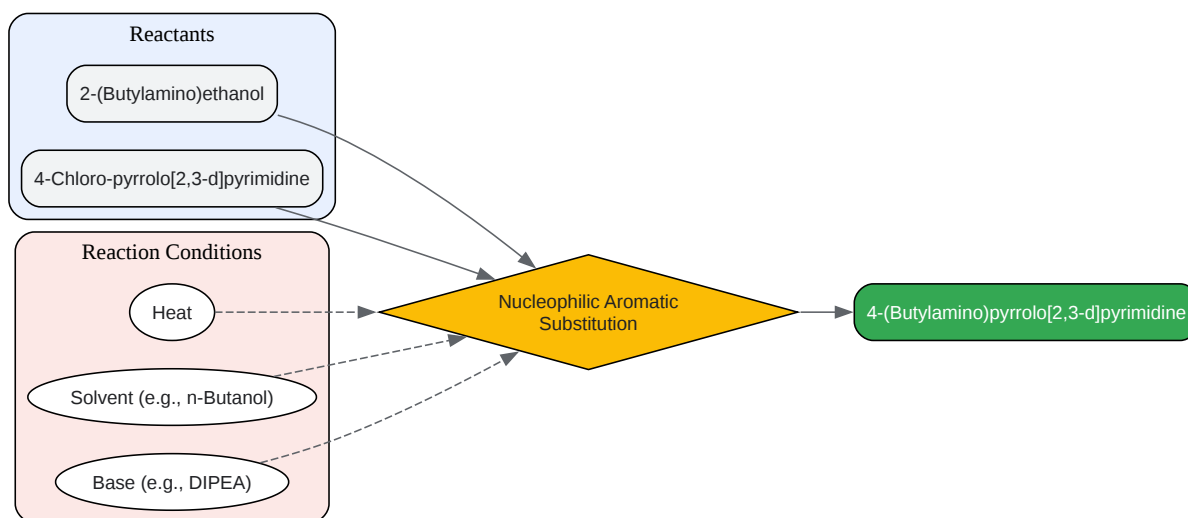 Reactants
2-(Butylamino)ethanol
4-Chloro-pyrrolo[2,3-d]pyrimidine
Reaction Conditions
Heat
Solvent (e.g., n-Butanol)
Base (e.g., DIPEA)
Nucleophilic Aromatic
Substitution
4-(Butylamino)pyrrolo[2,3-d]pyrimidine